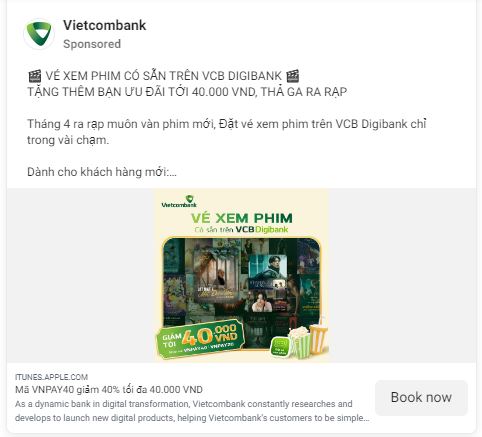 Vietcombank
Sponsored
🎬 VÉ XEM PHIM CÓ SẴN TRÊN VCB DIGIBANK 🎬
TẶNG THÊM BẠN ƯU ĐÃI TỚI 40.000 VND, THẢ GA RA RẠP
Tháng 4 ra rạp muôn vàn phim mới, Đặt vé xem phim trên VCB Digibank chỉ
trong vài chạm.
Dành cho khách hàng mới:...
Vietcombank
VÉ XEM PHIM
Có sẵn trên VCBDigibank
GIẢM
TỚI 40.000
VND
ITUNES.APPLE.COM
Mã VNPAY40 giảm 40% tối đa 40.000 VND
As a dynamic bank in digital transformation, Vietcombank constantly researches and
develops to launch new digital products, helping Vietcombank's customers to be simple...
Book now